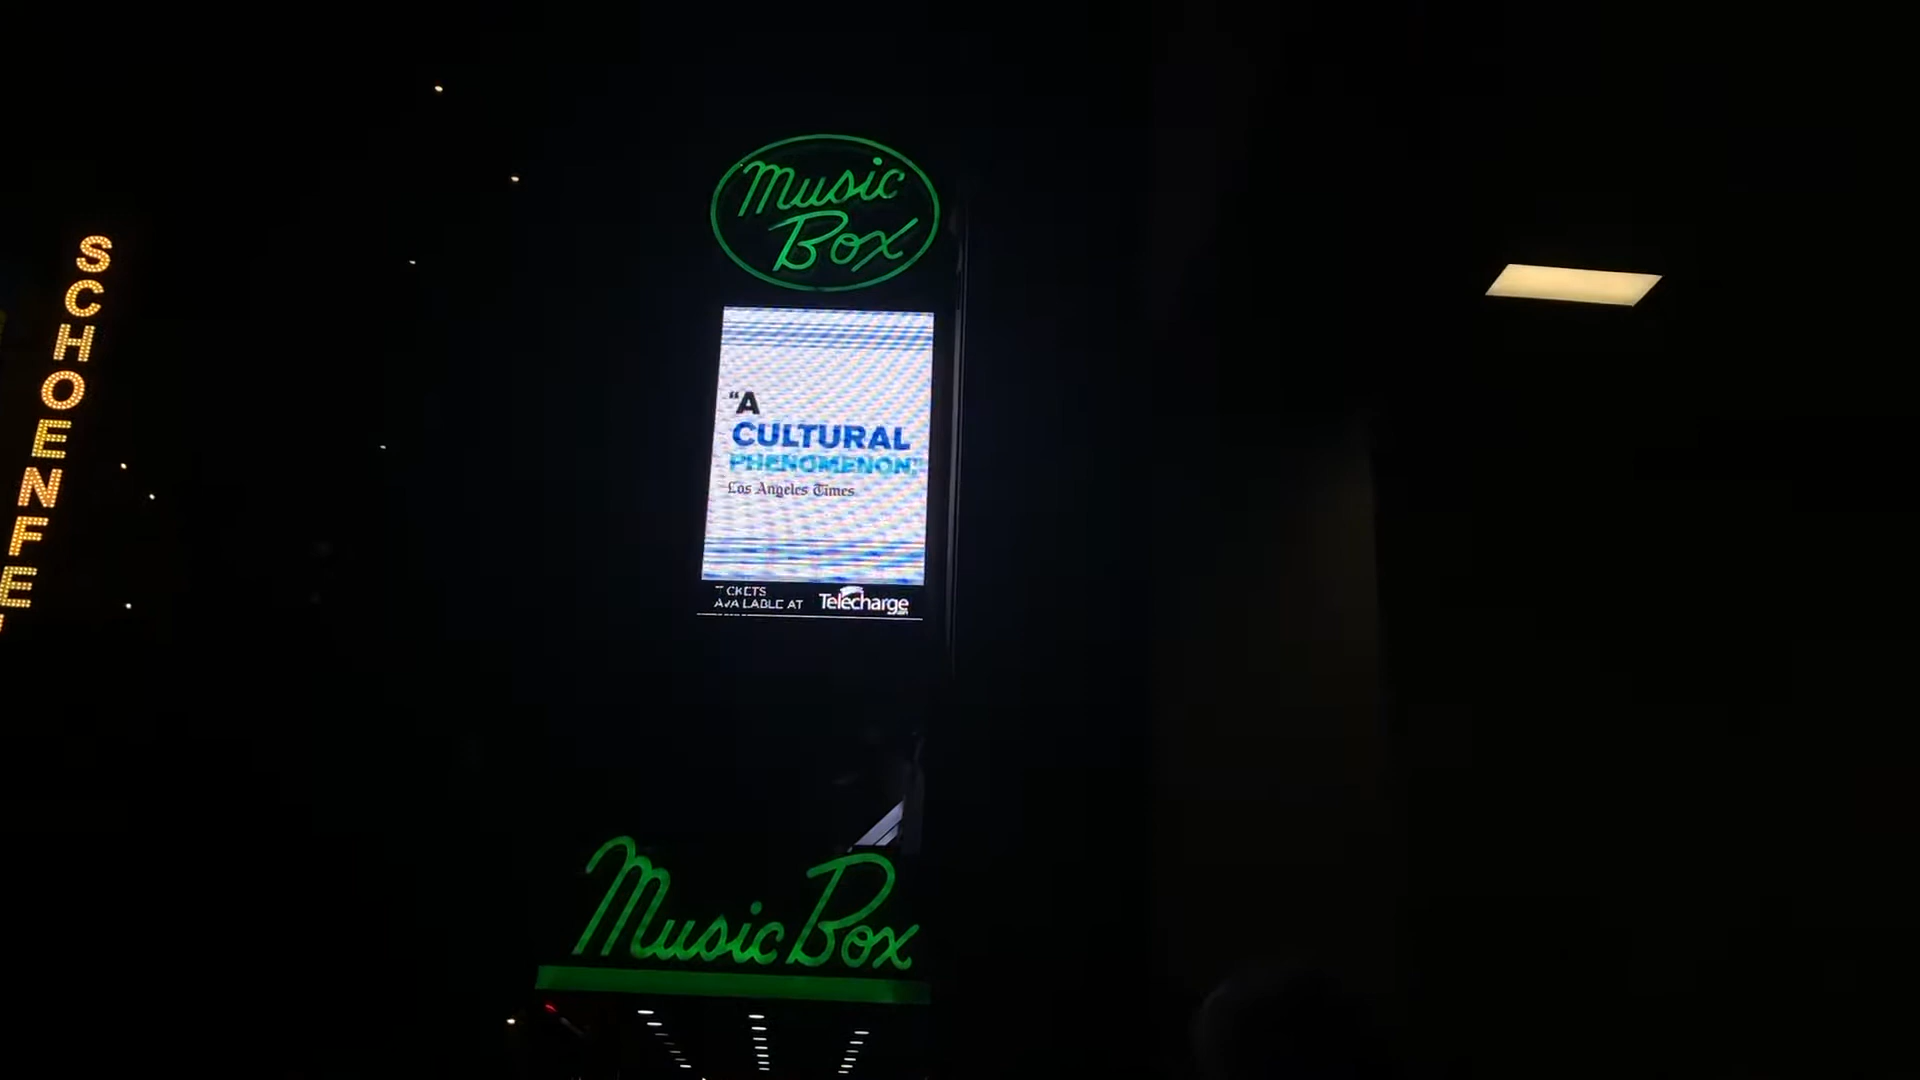 SCHOENFE
Music
Box
"A
CULTURAL
PHENOMENON."
Los Angeles Times
TICKETS
AVAILABLE AT
Telecharge
Music Box